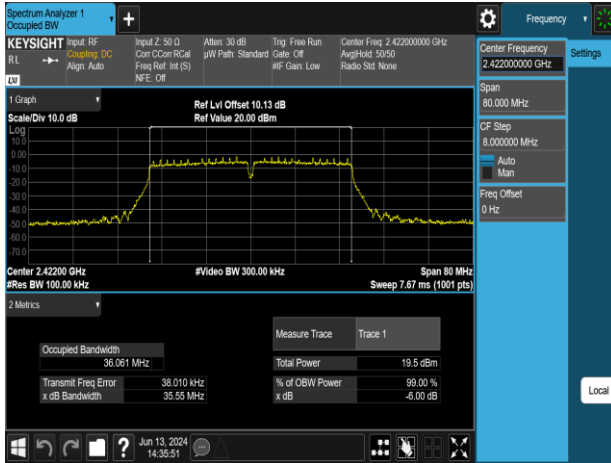 Spectrum Analyzer 1
Occupied BW
Frequency
KEYSIGHT
RL
Input: RF
Coupling: DC
Align: Auto
Input Z: 50 Ω
Corr CCorr RCal
Freq Ref: Int (S)
NFE: Off
Atten: 30 dB
µW Path: Standard
Trig: Free Run
Gate: Off
#IF Gain: Low
Center Freq: 2.422000000 GHz
Avg|Hold: 50/50
Radio Std: None
Center Frequency
2.422000000 GHz
Settings
Span
80.000 MHz
CF Step
8.000000 MHz
Auto
Man
Freq Offset
0 Hz
Local
1 Graph
Scale/Div 10.0 dB
Ref Lvl Offset 10.13 dB
Ref Value 20.00 dBm
Log
10.0
0.00
-10.0
-20.0
-30.0
-40.0
-50.0
-60.0
-70.0
Center 2.42200 GHz
#Video BW 300.00 kHz
Span 80 MHz
#Res BW 100.00 kHz
Sweep 7.67 ms (1001 pts)
2 Metrics
Measure Trace
Trace 1
Occupied Bandwidth
36.061 MHz
Total Power
19.5 dBm
Transmit Freq Error
38.010 kHz
% of OBW Power
99.00 %
x dB Bandwidth
35.55 MHz
x dB
-6.00 dB
Jun 13, 2024
14:35:51